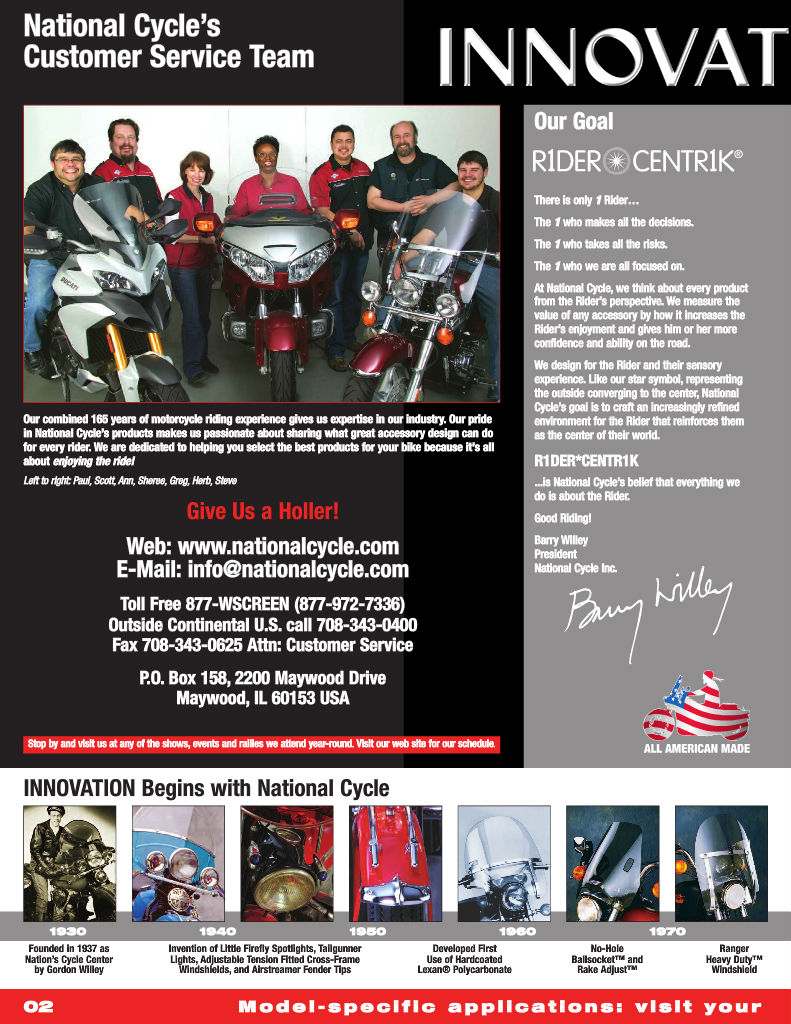 National Cycle's
Customer Service Team
INNOVAT
DUCATI
Our combined 165 years of motorcycle riding experience gives us expertise in our industry. Our pride
in National Cycle's products makes us passionate about sharing what great accessory design can do
for every rider. We are dedicated to helping you select the best products for your bike because it's all
about enjoying the ride!
Left to right: Paul, Scott, Ann, Sheree, Greg, Herb, Steve
Give Us a Holler!
Web: www.nationalcycle.com
E-Mail: info@nationalcycle.com
Toll Free 877-WSCREEN (877-972-7336)
Outside Continental U.S. call 708-343-0400
Fax 708-343-0625 Attn: Customer Service
P.O. Box 158, 2200 Maywood Drive
Maywood, IL 60153 USA
Stop by and visit us at any of the shows, events and rallies we attend year-round. Visit our web site for our schedule.
Our Goal
R1DER CENTR1K®
There is only 1 Rider…
The 1 who makes all the decisions.
The 1 who takes all the risks.
The 1 who we are all focused on.
At National Cycle, we think about every product
from the Rider's perspective. We measure the
value of any accessory by how it increases the
Rider's enjoyment and gives him or her more
confidence and ability on the road.
We design for the Rider and their sensory
experience. Like our star symbol, representing
the outside converging to the center, National
Cycle's goal is to craft an increasingly refined
environment for the Rider that reinforces them
as the center of their world.
R1DER*CENTR1K
...is National Cycle's belief that everything we
do is about the Rider.
Good Riding!
Barry Willey
President
National Cycle Inc.
Barry Willey
ALL AMERICAN MADE
INNOVATION Begins with National Cycle
1930 1940 1950 1960 1970
Founded in 1937 as
Nation's Cycle Center
by Gordon Willey
Invention of Little Firefly Spotlights, Tailgunner
Lights, Adjustable Tension Fitted Cross-Frame
Windshields, and Airstreamer Fender Tips
Developed First
Use of Hardcoated
Lexan® Polycarbonate
No-Hole
Ballsocket™ and
Rake Adjust™
Ranger
Heavy Duty™
Windshield
02 Model-specific applications: visit your